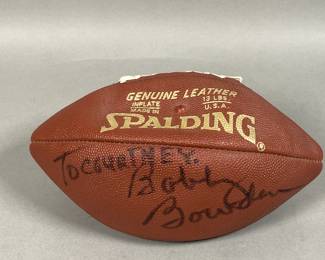 GENUINE LEATHER
INFLATE 13 LBS
MADE IN U.S.A.
SPALDING®
TO COURTNEY.
Bobby
Bowden